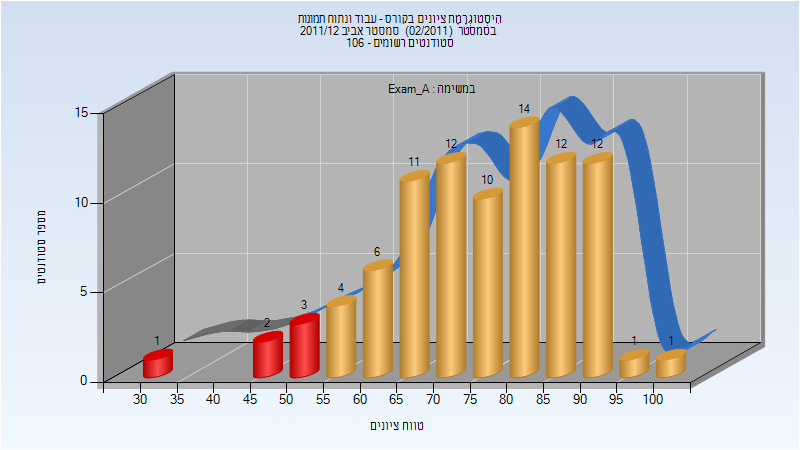 היסטוגרמת ציונים בקורס - עבוד ונתוח תמונות
בסמסטר (02/2011) סמסטר אביב 2011/12
סטודנטים רשומים - 106
במשימה : Exam_A
מספר סטודנטים
15
10
5
0
1
2
3
4
6
11
12
10
14
12
12
1
1
30 35 40 45 50 55 60 65 70 75 80 85 90 95 100
טווח ציונים